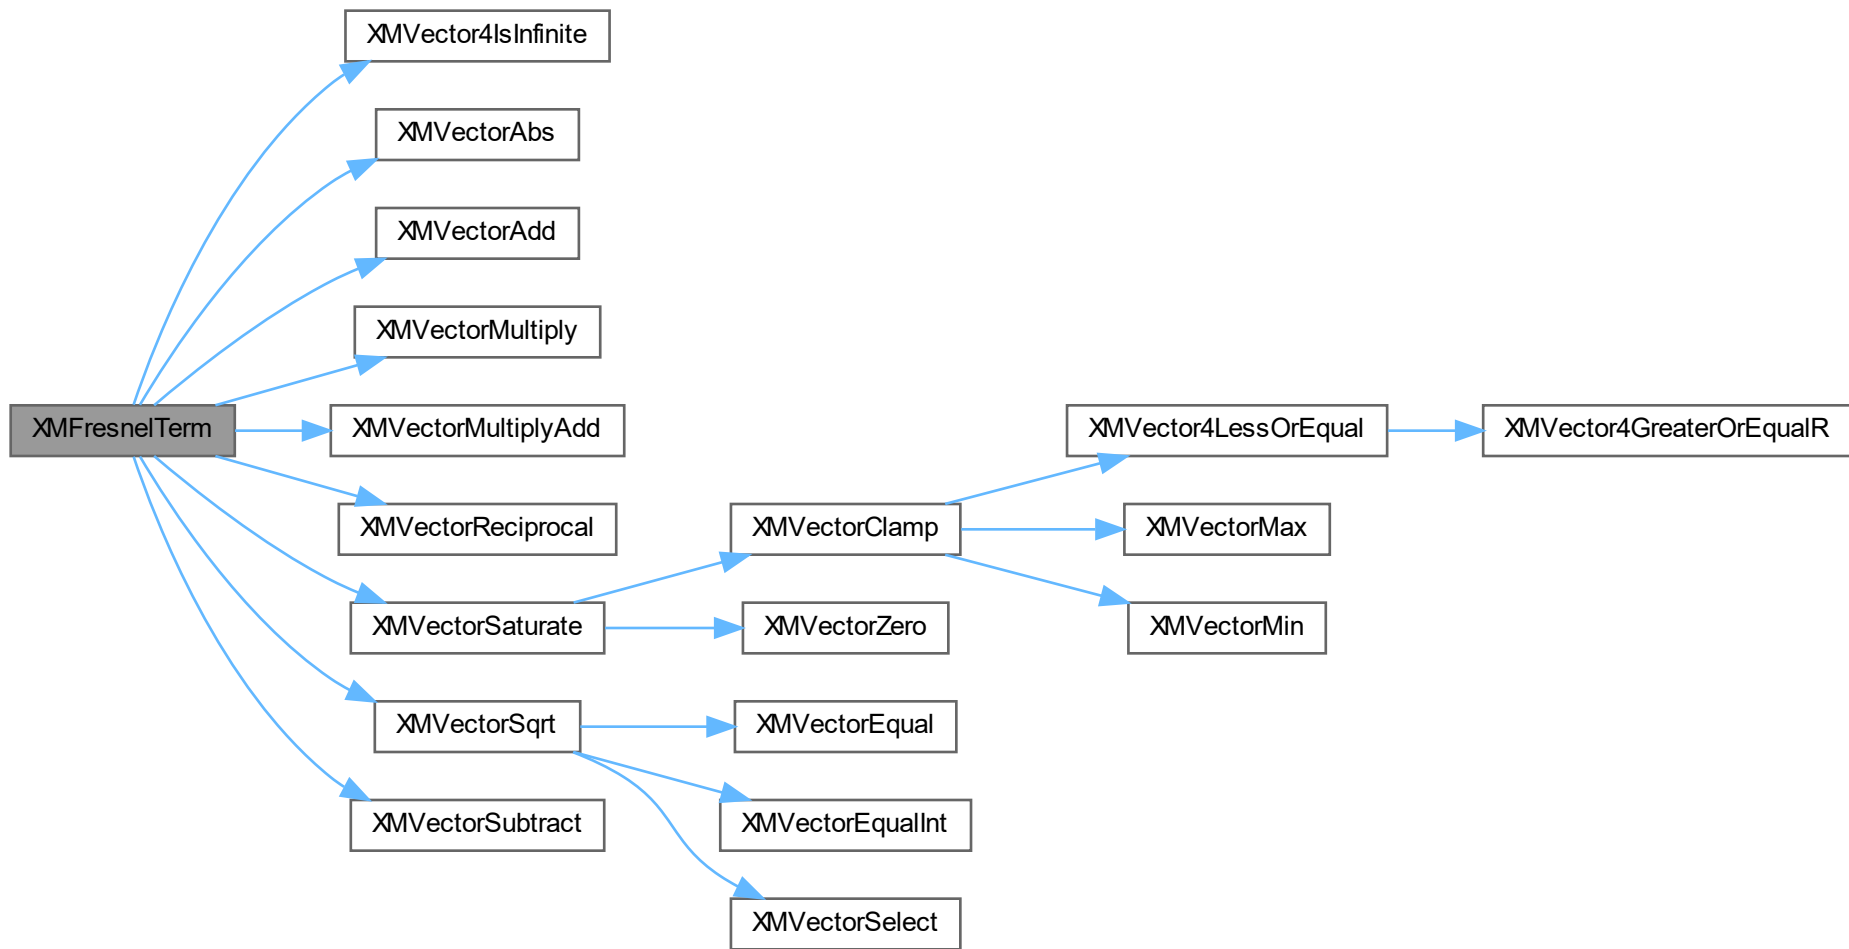 XMVector4IsInfinite
XMVectorAbs
XMVectorAdd
XMVectorMultiply
XMFresnelTerm
XMVectorMultiplyAdd
XMVector4LessOrEqual
XMVector4GreaterOrEqualR
XMVectorReciprocal
XMVectorClamp
XMVectorMax
XMVectorSaturate
XMVectorZero
XMVectorMin
XMVectorSqrt
XMVectorEqual
XMVectorSubtract
XMVectorEqualInt
XMVectorSelect